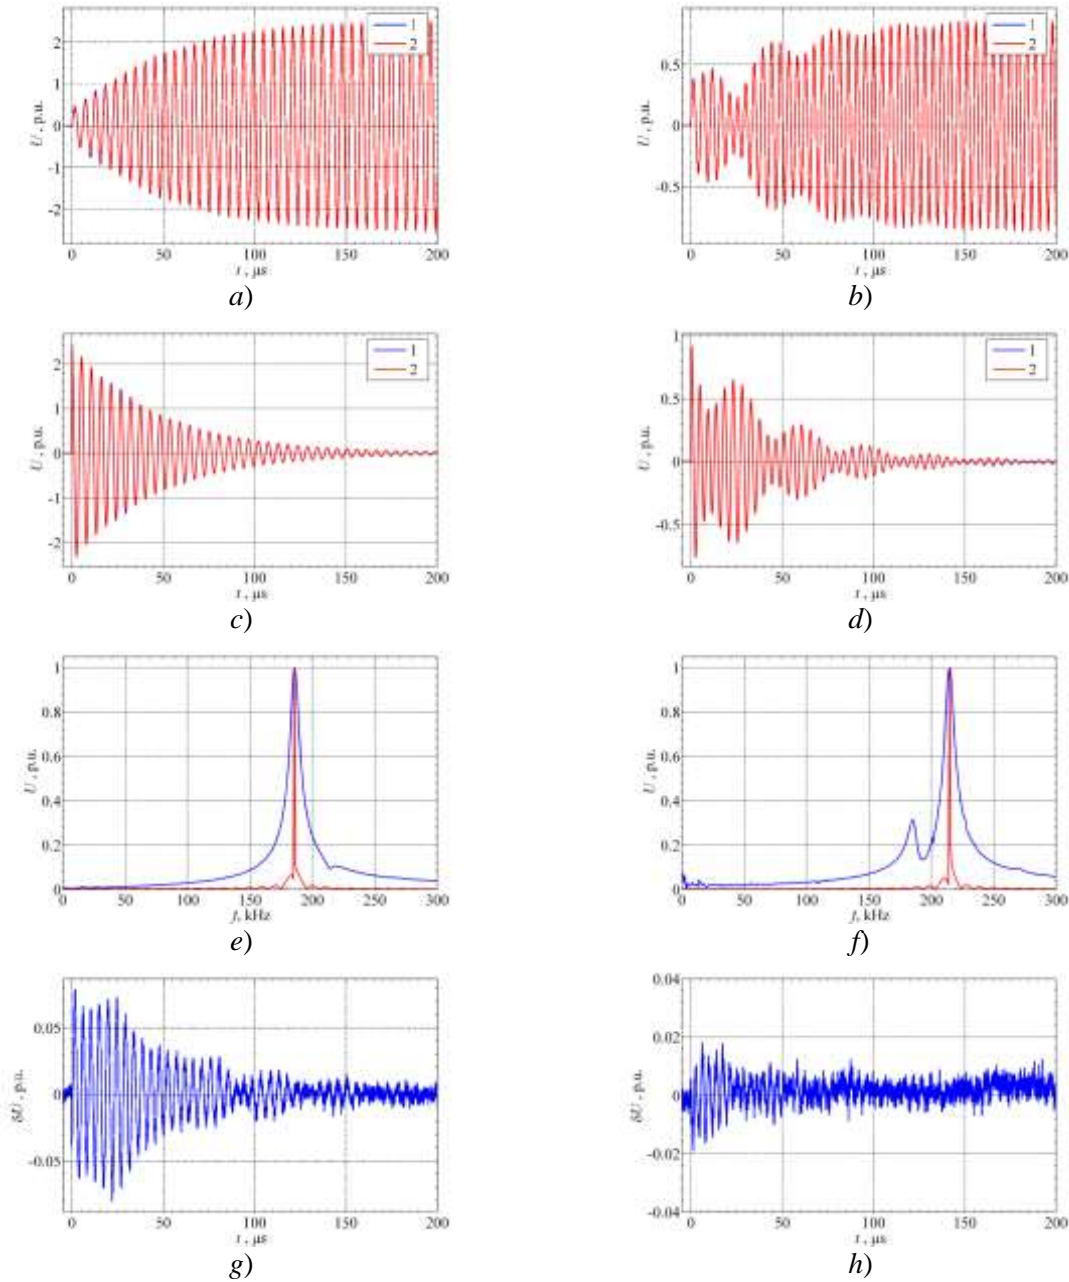 2
1
0
-1
-2
U, p.u.
1
2
0 50 100 150 200
t, μs
a)
0.5
0
-0.5
U, p.u.
1
2
0 50 100 150 200
t, μs
b)
2
1
0
-1
-2
U, p.u.
1
2
0 50 100 150 200
t, μs
c)
1
0.5
0
-0.5
U, p.u.
1
2
0 50 100 150 200
t, μs
d)
1
0.8
0.6
0.4
0.2
0
U, p.u.
0 50 100 150 200 250 300
f, kHz
e)
1
0.8
0.6
0.4
0.2
0
U, p.u.
0 50 100 150 200 250 300
f, kHz
f)
0.05
0
-0.05
δU, p.u.
0 50 100 150 200
t, μs
g)
0.04
0.02
0
-0.02
-0.04
δU, p.u.
0 50 100 150 200
t, μs
h)